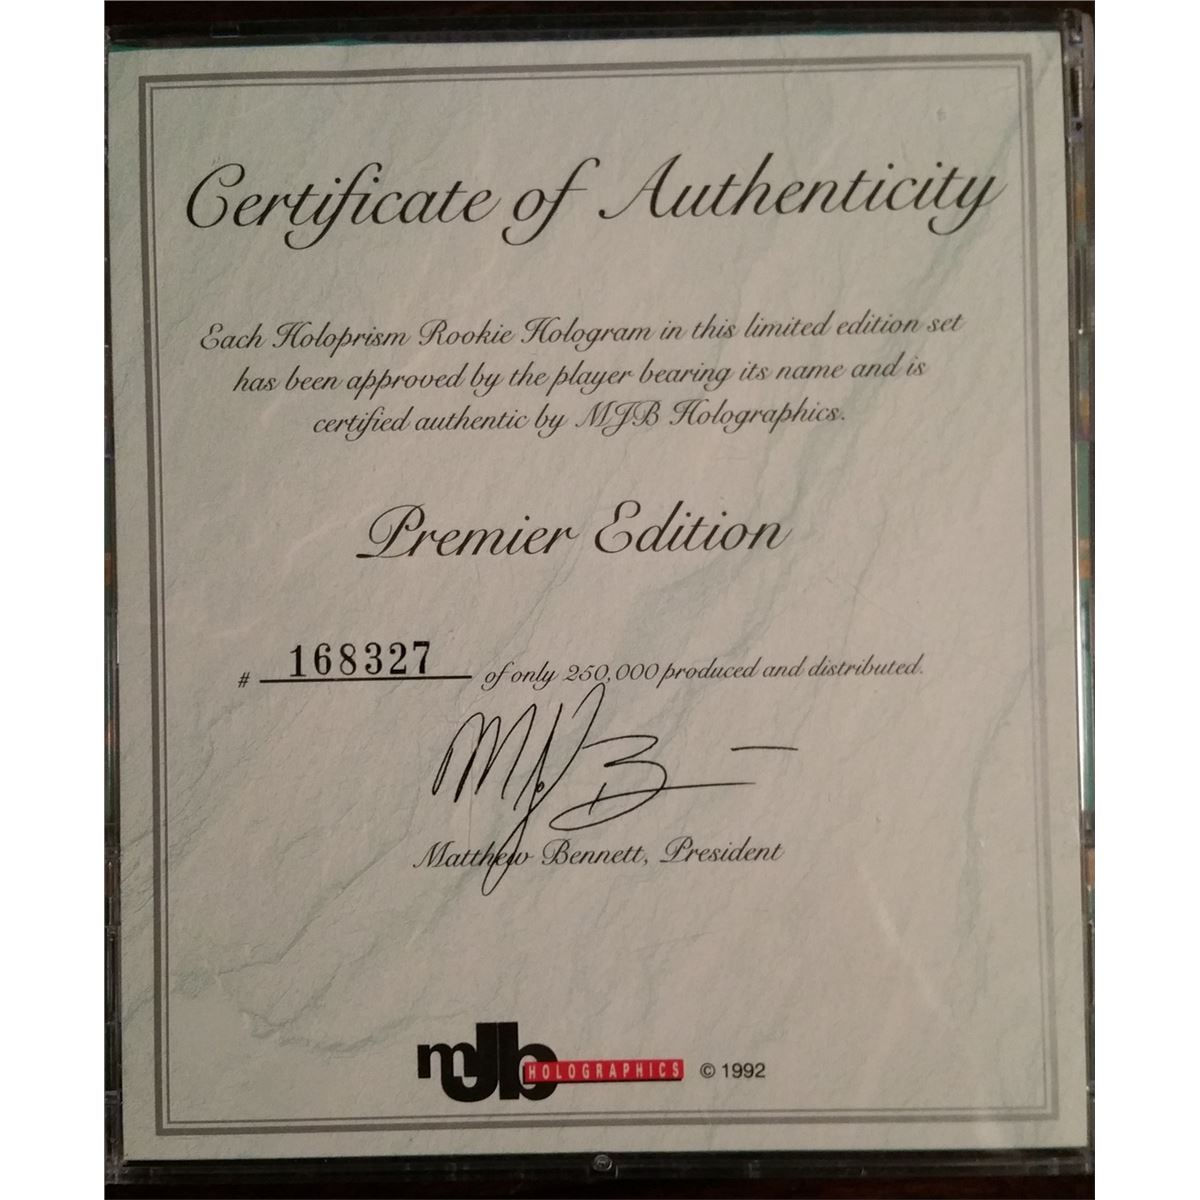 Certificate of Authenticity
Each Holoprism Rookie Hologram in this limited edition set
has been approved by the player bearing its name and is
certified authentic by MJB Holographics.
Premier Edition
# 168327 of only 250,000 produced and distributed.
Matthew Bennett, President
mJb HOLOGRAPHICS © 1992